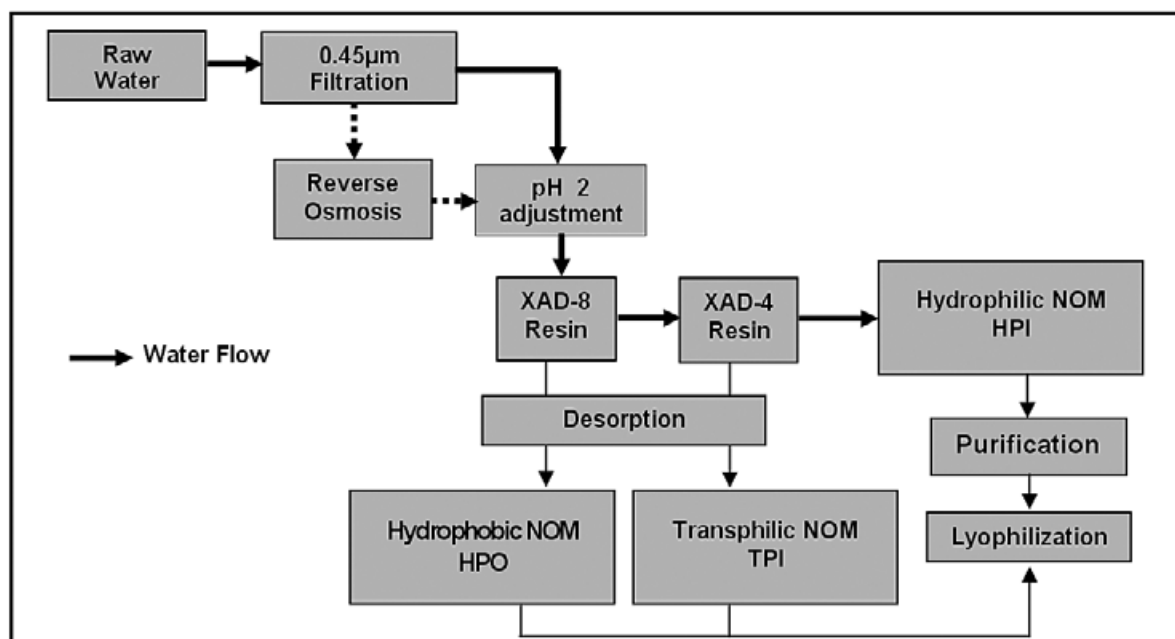 Raw
Water
0.45µm
Filtration
Reverse
Osmosis
pH 2
adjustment
XAD-8
Resin
XAD-4
Resin
Hydrophilic NOM
HPI
Water Flow
Desorption
Purification
Hydrophobic NOM
HPO
Transphilic NOM
TPI
Lyophilization